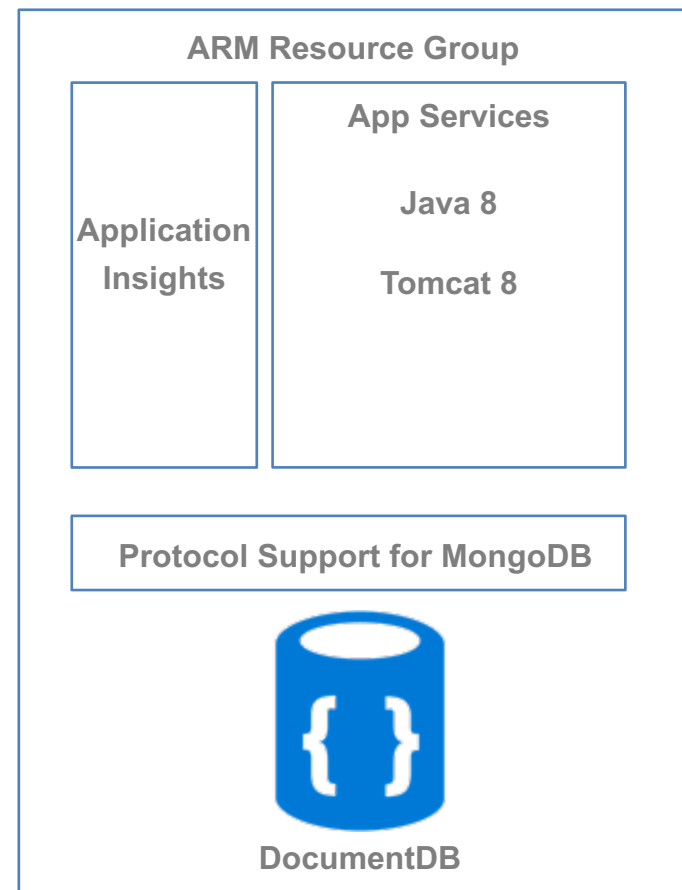 ARM Resource Group
Application
Insights
App Services
Java 8
Tomcat 8
Protocol Support for MongoDB
{ }
DocumentDB